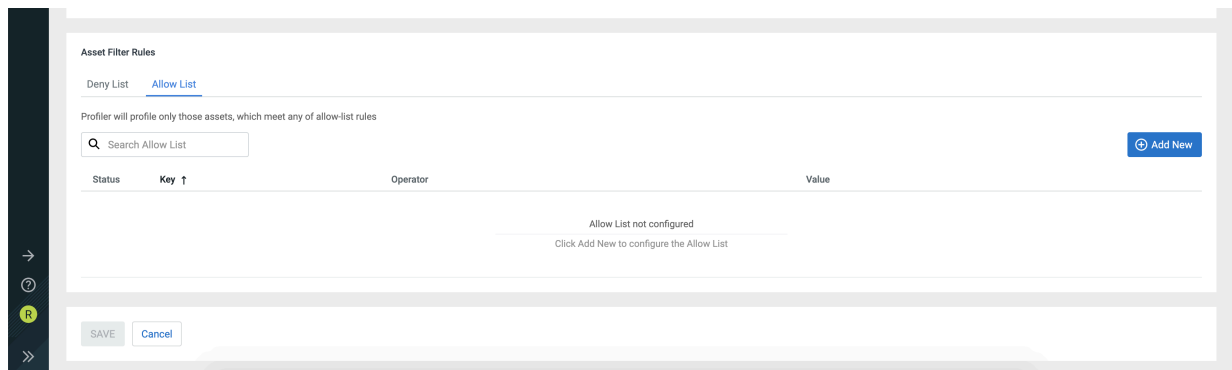 Asset Filter Rules
Deny List Allow List
Profiler will profile only those assets, which meet any of allow-list rules
Search Allow List
Add New
Status Key ↑ Operator Value
Allow List not configured
Click Add New to configure the Allow List
?
R
SAVE Cancel